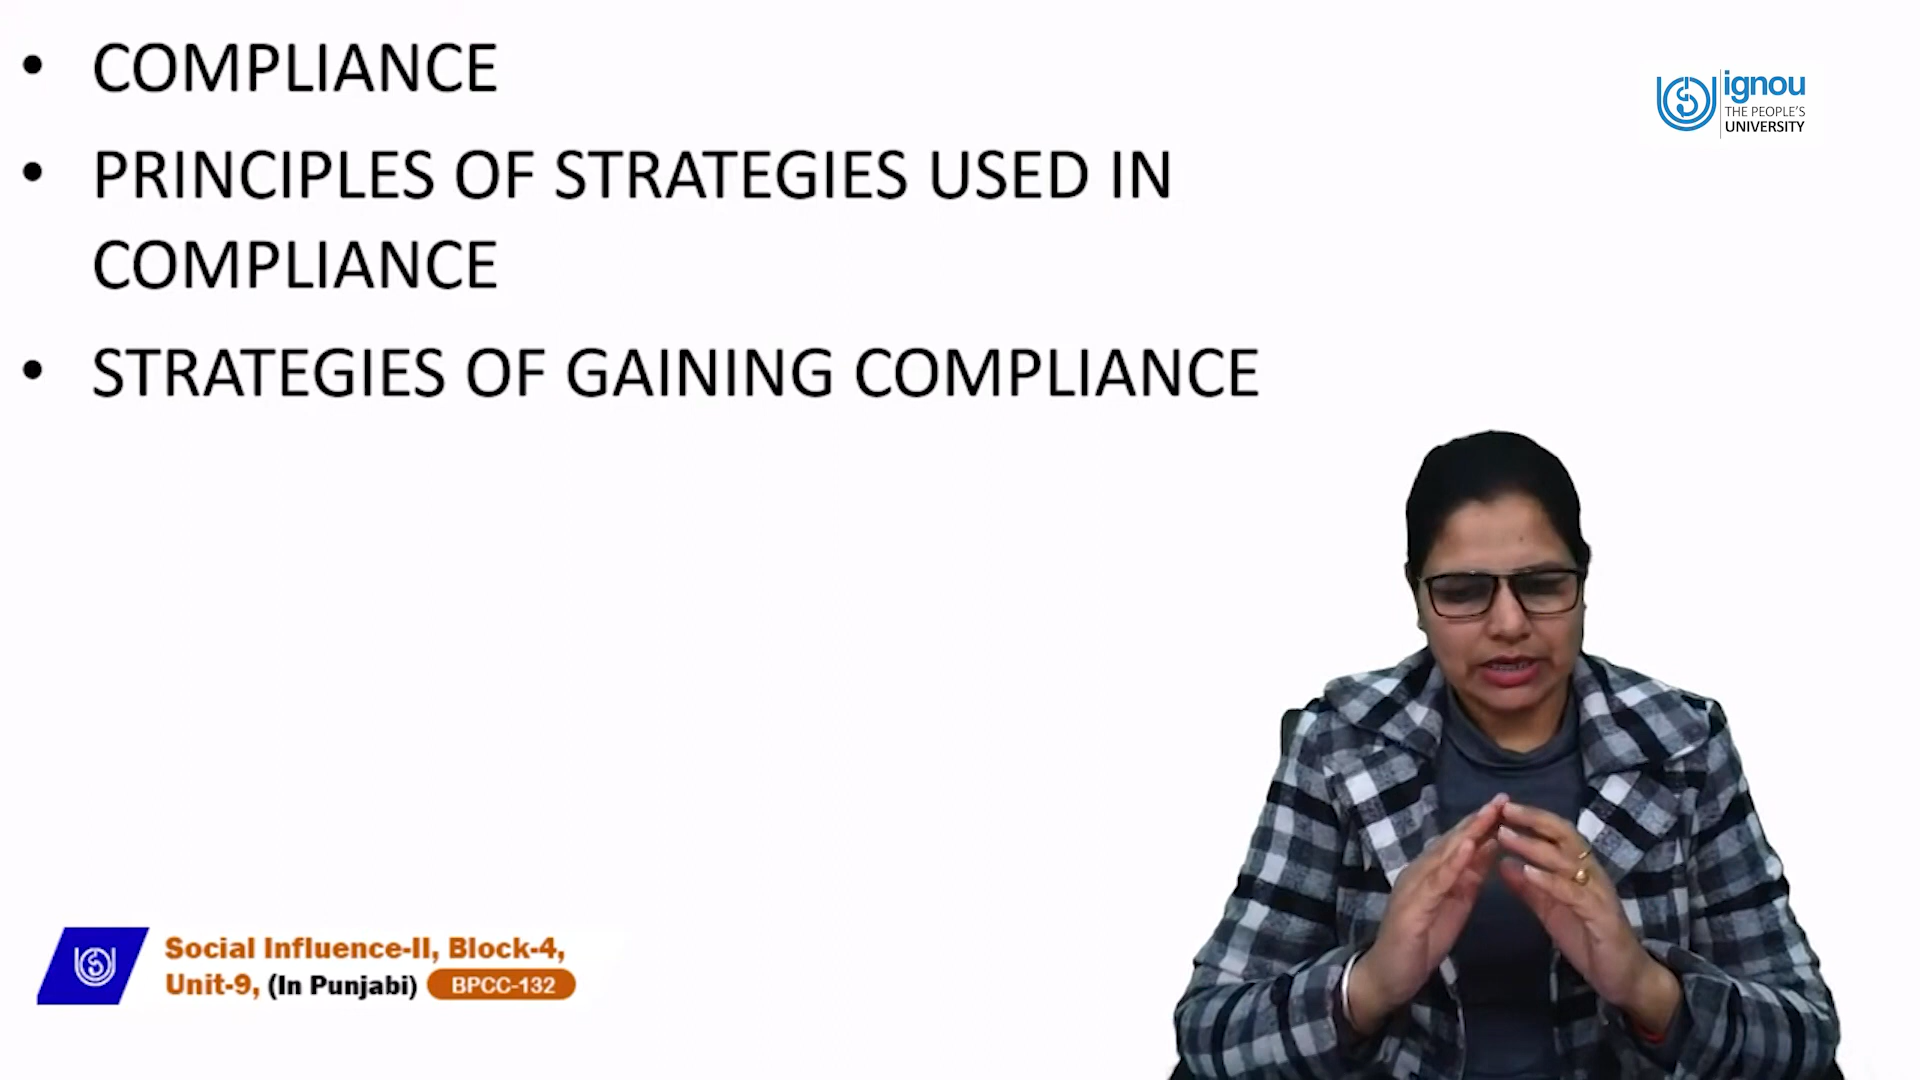 • COMPLIANCE
• PRINCIPLES OF STRATEGIES USED IN
COMPLIANCE
• STRATEGIES OF GAINING COMPLIANCE
ignou
THE PEOPLE'S
UNIVERSITY
Social Influence-II, Block-4,
Unit-9, (In Punjabi) BPCC-132